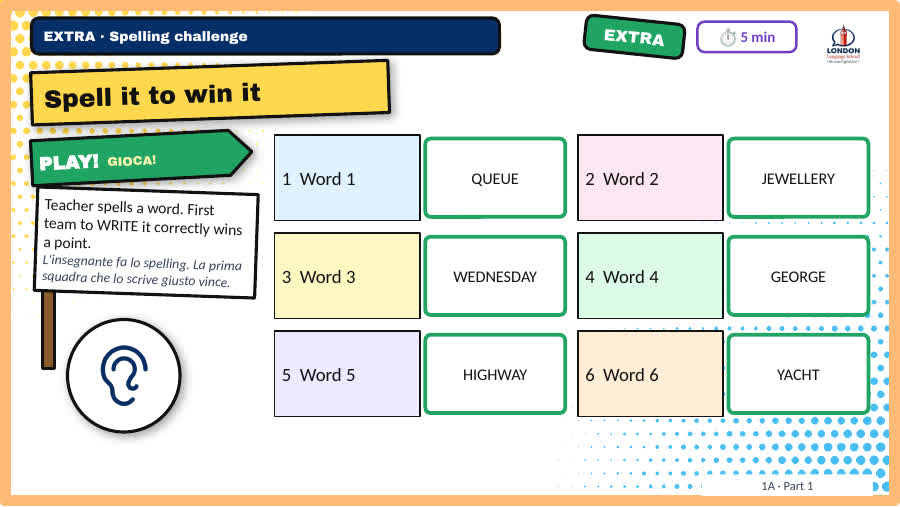 EXTRA · Spelling challenge
EXTRA
5 min
LONDON
Spell it to win it
PLAY! GIOCA!
Teacher spells a word. First
team to WRITE it correctly wins
a point.
L'insegnante fa lo spelling. La prima
squadra che lo scrive giusto vince.
1 Word 1
QUEUE
2 Word 2
JEWELLERY
3 Word 3
WEDNESDAY
4 Word 4
GEORGE
5 Word 5
HIGHWAY
6 Word 6
YACHT
1A · Part 1